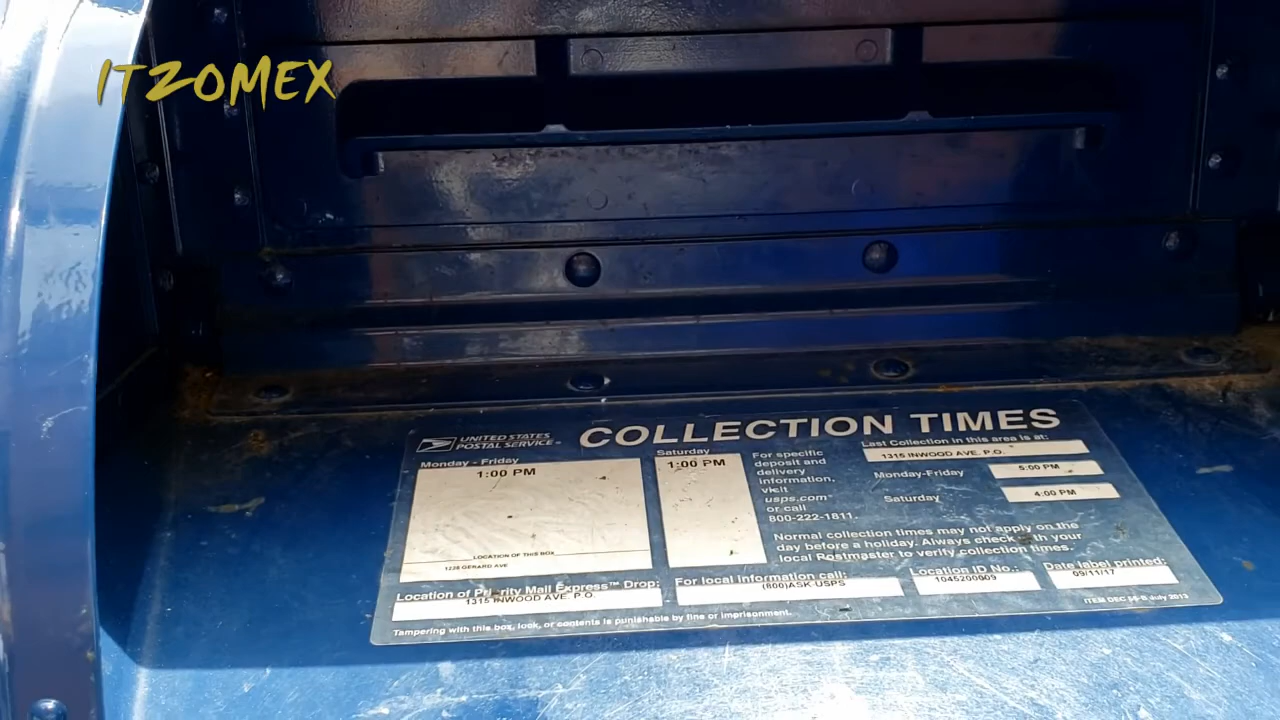 ITZOMEX
UNITED STATES
POSTAL SERVICE®
COLLECTION TIMES
Monday - Friday
1:00 PM
LOCATION OF THIS BOX
1228 GERARD AVE
Saturday
1:00 PM
For specific
deposit and
delivery
information,
visit
usps.com®
or call
800-222-1811.
Last Collection in this area is at:
1315 INWOOD AVE. P.O.
Monday-Friday
5:00 PM
Saturday
4:00 PM
Normal collection times may not apply on the
day before a holiday. Always check with your
local Postmaster to verify collection times.
Location of Priority Mail Express™ Drop:
1315 INWOOD AVE. P.O.
For local information call:
(800)ASK USPS
Location ID No.:
1045200609
Date label printed:
09/11/17
Tampering with this box, lock, or contents is punishable by fine or imprisonment.
ITEM DEC July 2013